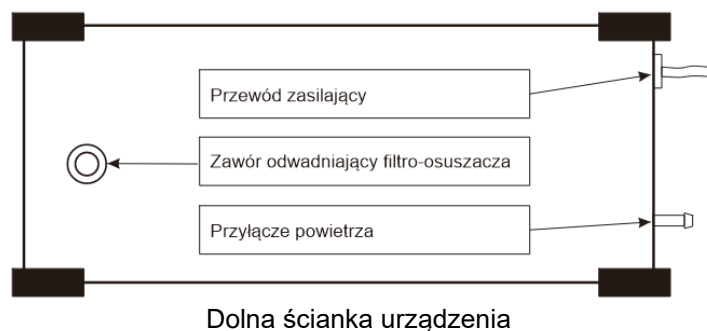 Przewód zasilający
Zawór odwadniający filtro-osuszacza
Przyłącze powietrza
Dolna ścianka urządzenia